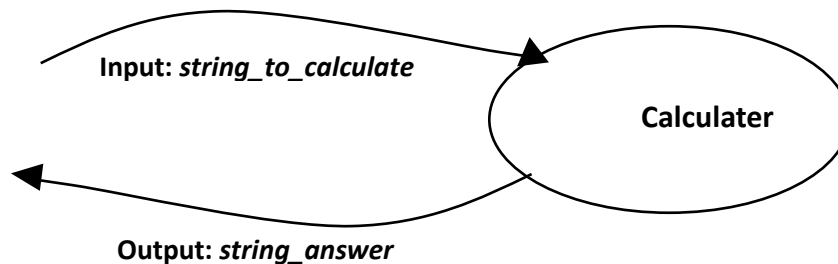 Input: string_to_calculate
Calculater
Output: string_answer